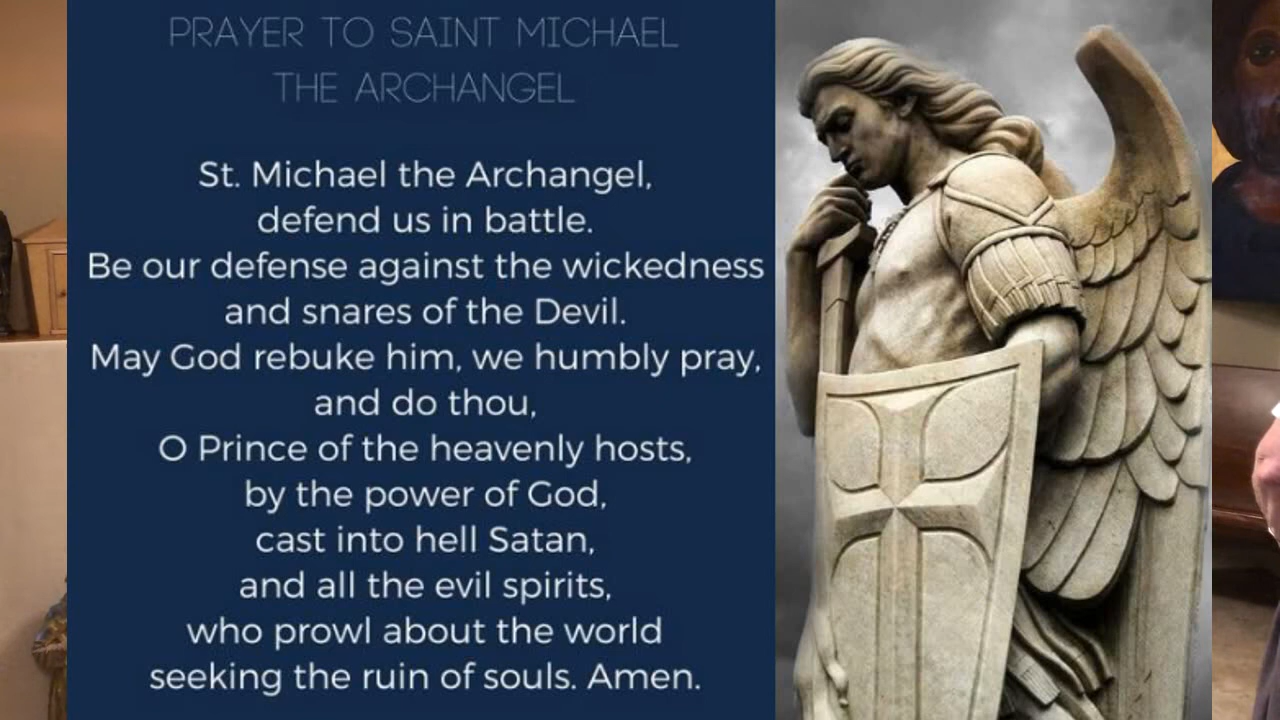 PRAYER TO SAINT MICHAEL
THE ARCHANGEL
St. Michael the Archangel,
defend us in battle.
Be our defense against the wickedness
and snares of the Devil.
May God rebuke him, we humbly pray,
and do thou,
O Prince of the heavenly hosts,
by the power of God,
cast into hell Satan,
and all the evil spirits,
who prowl about the world
seeking the ruin of souls. Amen.